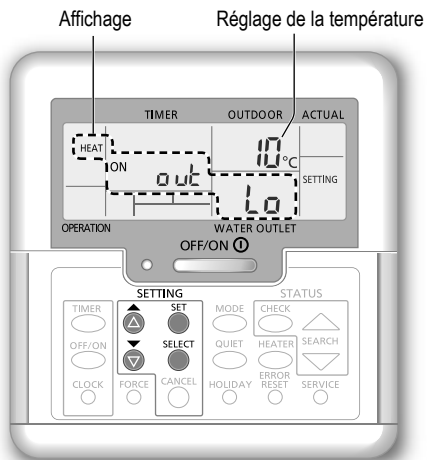 Affichage
Réglage de la température
TIMER OUTDOOR ACTUAL
HEAT
10°C
ON
out
SETTING
Lo
OPERATION
WATER OUTLET
OFF/ON
SETTING STATUS
TIMER SET MODE CHECK
OFF/ON SELECT QUIET HEATER SEARCH
CLOCK FORCE CANCEL HOLIDAY ERROR RESET SERVICE